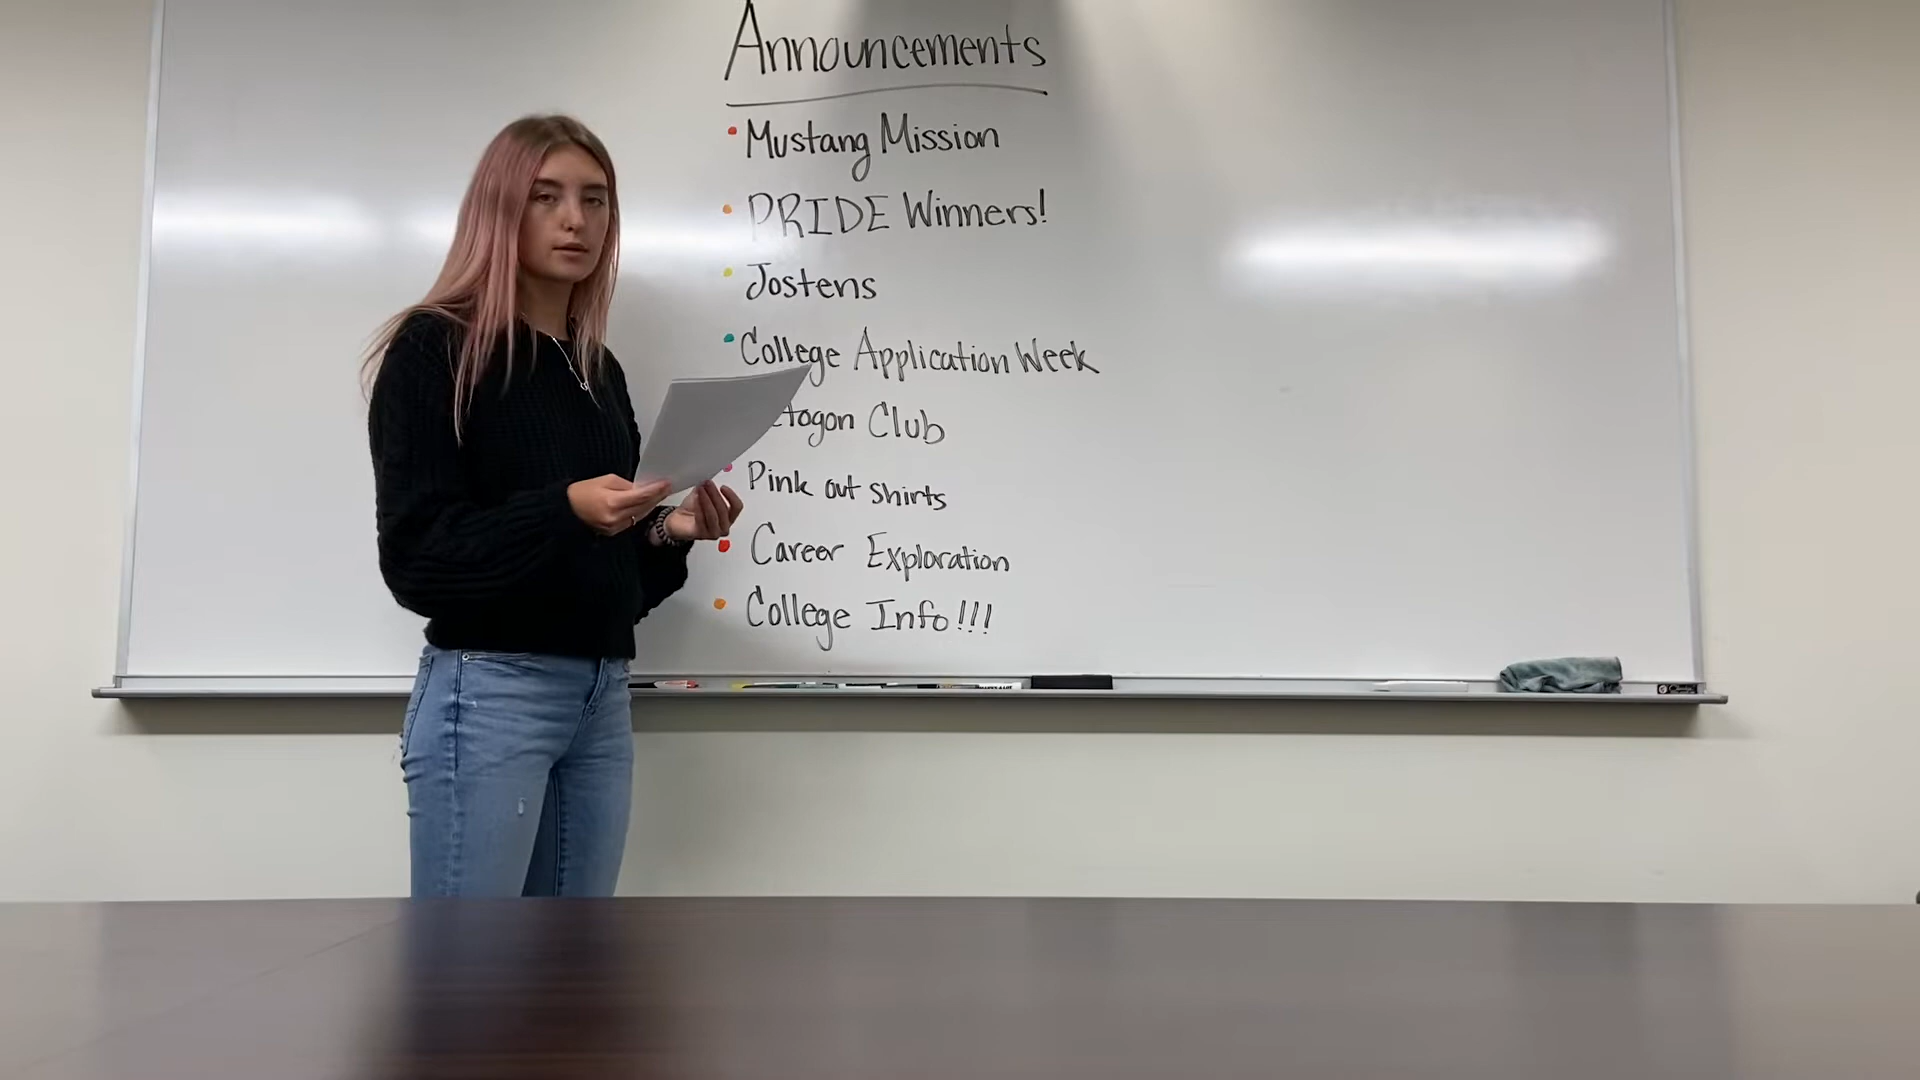 Announcements
Mustang Mission
PRIDE Winners!
Jostens
College Application Week
Club
Pink out shirts
Career Exploration
College Info!!!